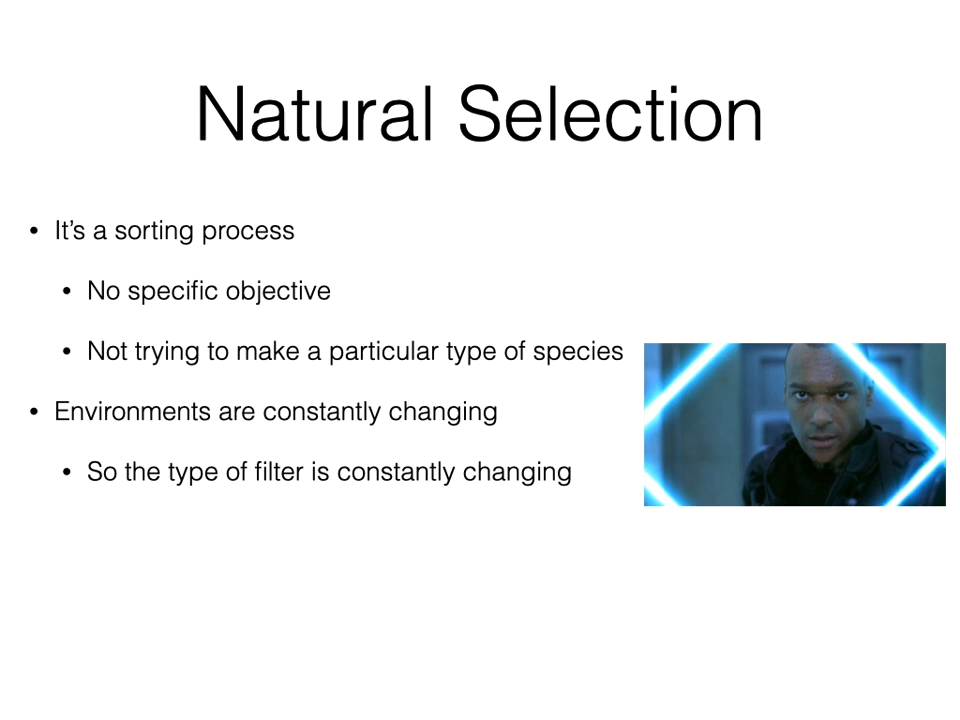 Natural Selection
• It’s a sorting process
• No specific objective
• Not trying to make a particular type of species
• Environments are constantly changing
• So the type of filter is constantly changing